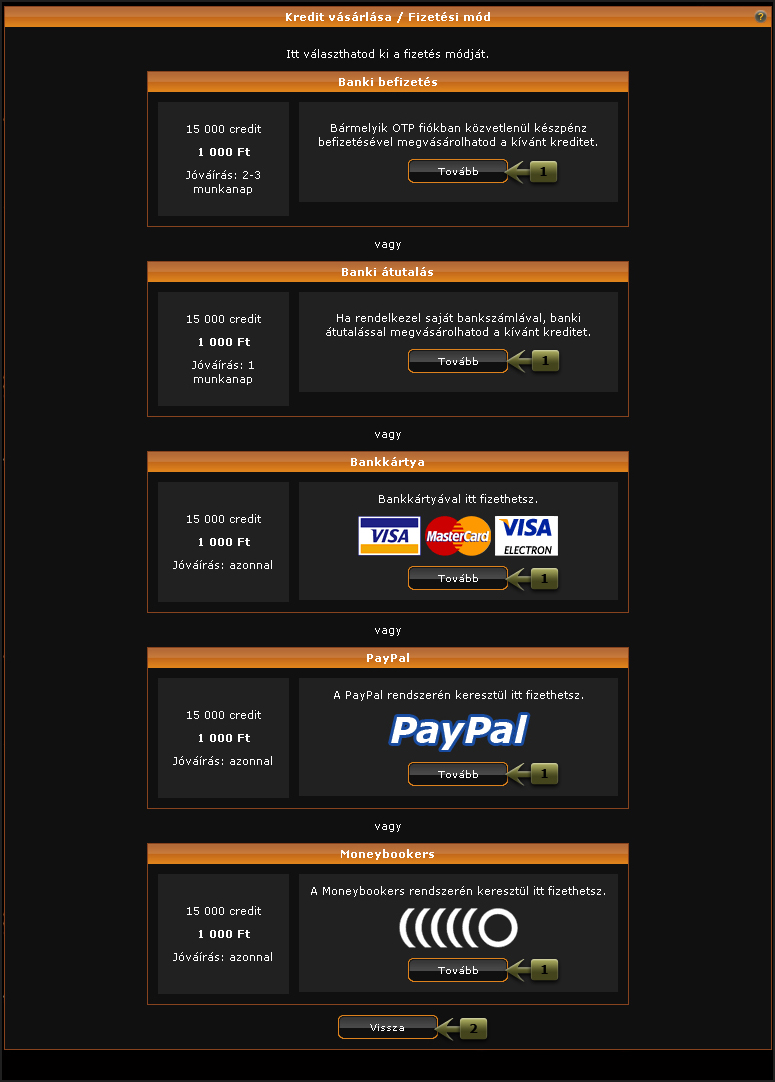 Kredit vásárlása / Fizetési mód
?
Itt választhatod ki a fizetés módját.
Banki befizetés
15 000 credit
1 000 Ft
Jóváírás: 2-3
munkanap
Bármelyik OTP fiókban közvetlenül készpénz
befizetésével megvásárolhatod a kívánt kreditet.
Tovább
1
vagy
Banki átutalás
15 000 credit
1 000 Ft
Jóváírás: 1
munkanap
Ha rendelkezel saját bankszámlával, banki
átutalással megvásárolhatod a kívánt kreditet.
Tovább
1
vagy
Bankkártya
15 000 credit
1 000 Ft
Jóváírás: azonnal
Bankkártyával itt fizethetsz.
VISA
MasterCard
VISA
ELECTRON
Tovább
1
vagy
PayPal
15 000 credit
1 000 Ft
Jóváírás: azonnal
A PayPal rendszerén keresztül itt fizethetsz.
PayPal
Tovább
1
vagy
Moneybookers
15 000 credit
1 000 Ft
Jóváírás: azonnal
A Moneybookers rendszerén keresztül itt fizethetsz.
Tovább
1
Vissza
2